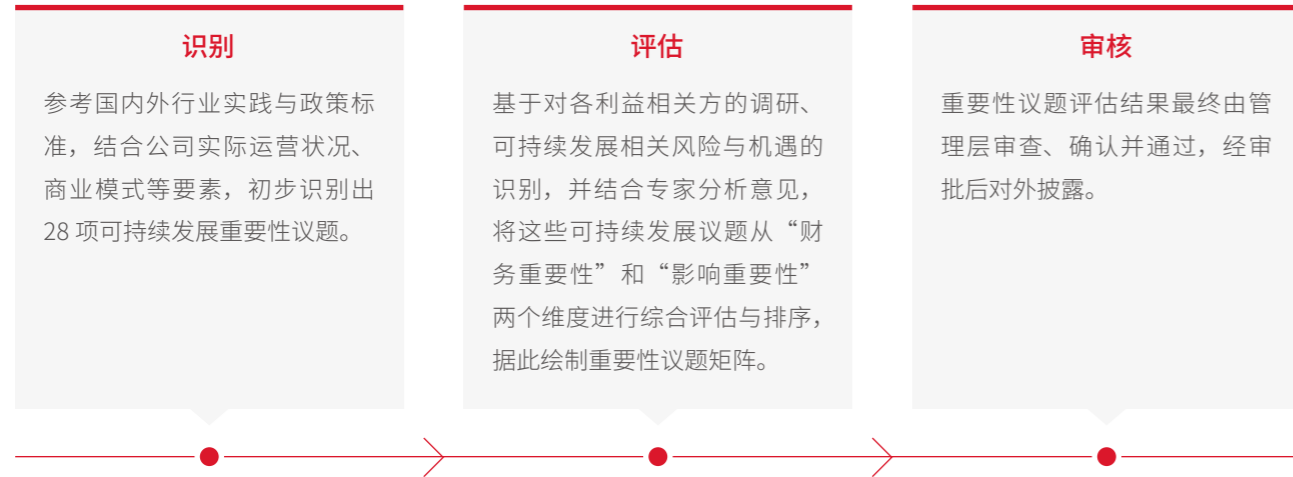 识别
参考国内外行业实践与政策标
准，结合公司实际运营状况、
商业模式等要素，初步识别出
28 项可持续发展重要性议题。
评估
基于对各利益相关方的调研、
可持续发展相关风险与机遇的
识别，并结合专家分析意见，
将这些可持续发展议题从“财
务重要性”和“影响重要性”
两个维度进行综合评估与排序，
据此绘制重要性议题矩阵。
审核
重要性议题评估结果最终由管
理层审查、确认并通过，经审
批后对外披露。